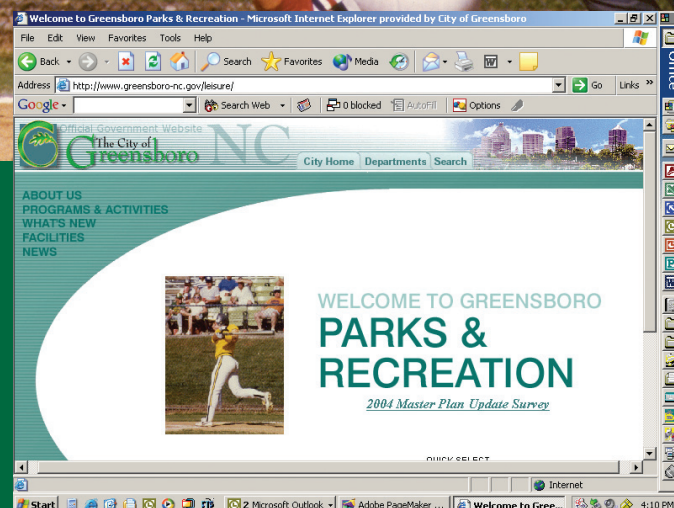 Welcome to Greensboro Parks & Recreation - Microsoft Internet Explorer provided by City of Greensboro
File Edit View Favorites Tools Help
Back Search Favorites Media
Address http://www.greensboro-nc.gov/leisure/ Go Links »
Google Search Web 0 blocked AutoFill Options
Office
Official Government Website
The City of
Greensboro NC
City Home Departments Search
ABOUT US
PROGRAMS & ACTIVITIES
WHAT'S NEW
FACILITIES
NEWS
WELCOME TO GREENSBORO
PARKS &
RECREATION
2004 Master Plan Update Survey
QUICK SELECT
Internet
Start 2 Microsoft Outlook Adobe PageMaker ... Welcome to Gree... 4:10 PM